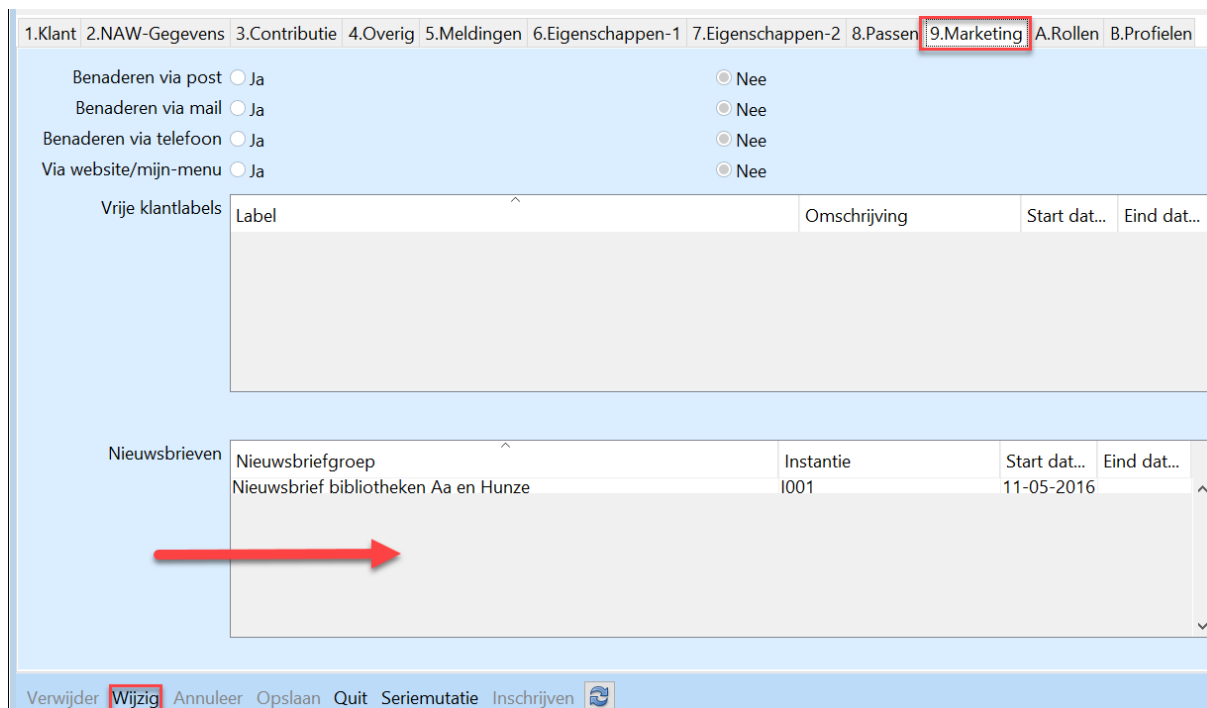 1.Klant 2.NAW-Gegevens 3.Contributie 4.Overig 5.Meldingen 6.Eigenschappen-1 7.Eigenschappen-2 8.Passen 9.Marketing A.Rollen B.Profielen
Benaderen via post Ja Nee
Benaderen via mail Ja Nee
Benaderen via telefoon Ja Nee
Via website/mijn-menu Ja Nee
Vrije klantlabels Label Omschrijving Start dat... Eind dat...
Nieuwsbrieven Nieuwsbriefgroep Instantie Start dat... Eind dat...
Nieuwsbrief bibliotheken Aa en Hunze I001 11-05-2016
Verwijder Wijzig Annuleer Opslaan Quit Seriemutatie Inschrijven